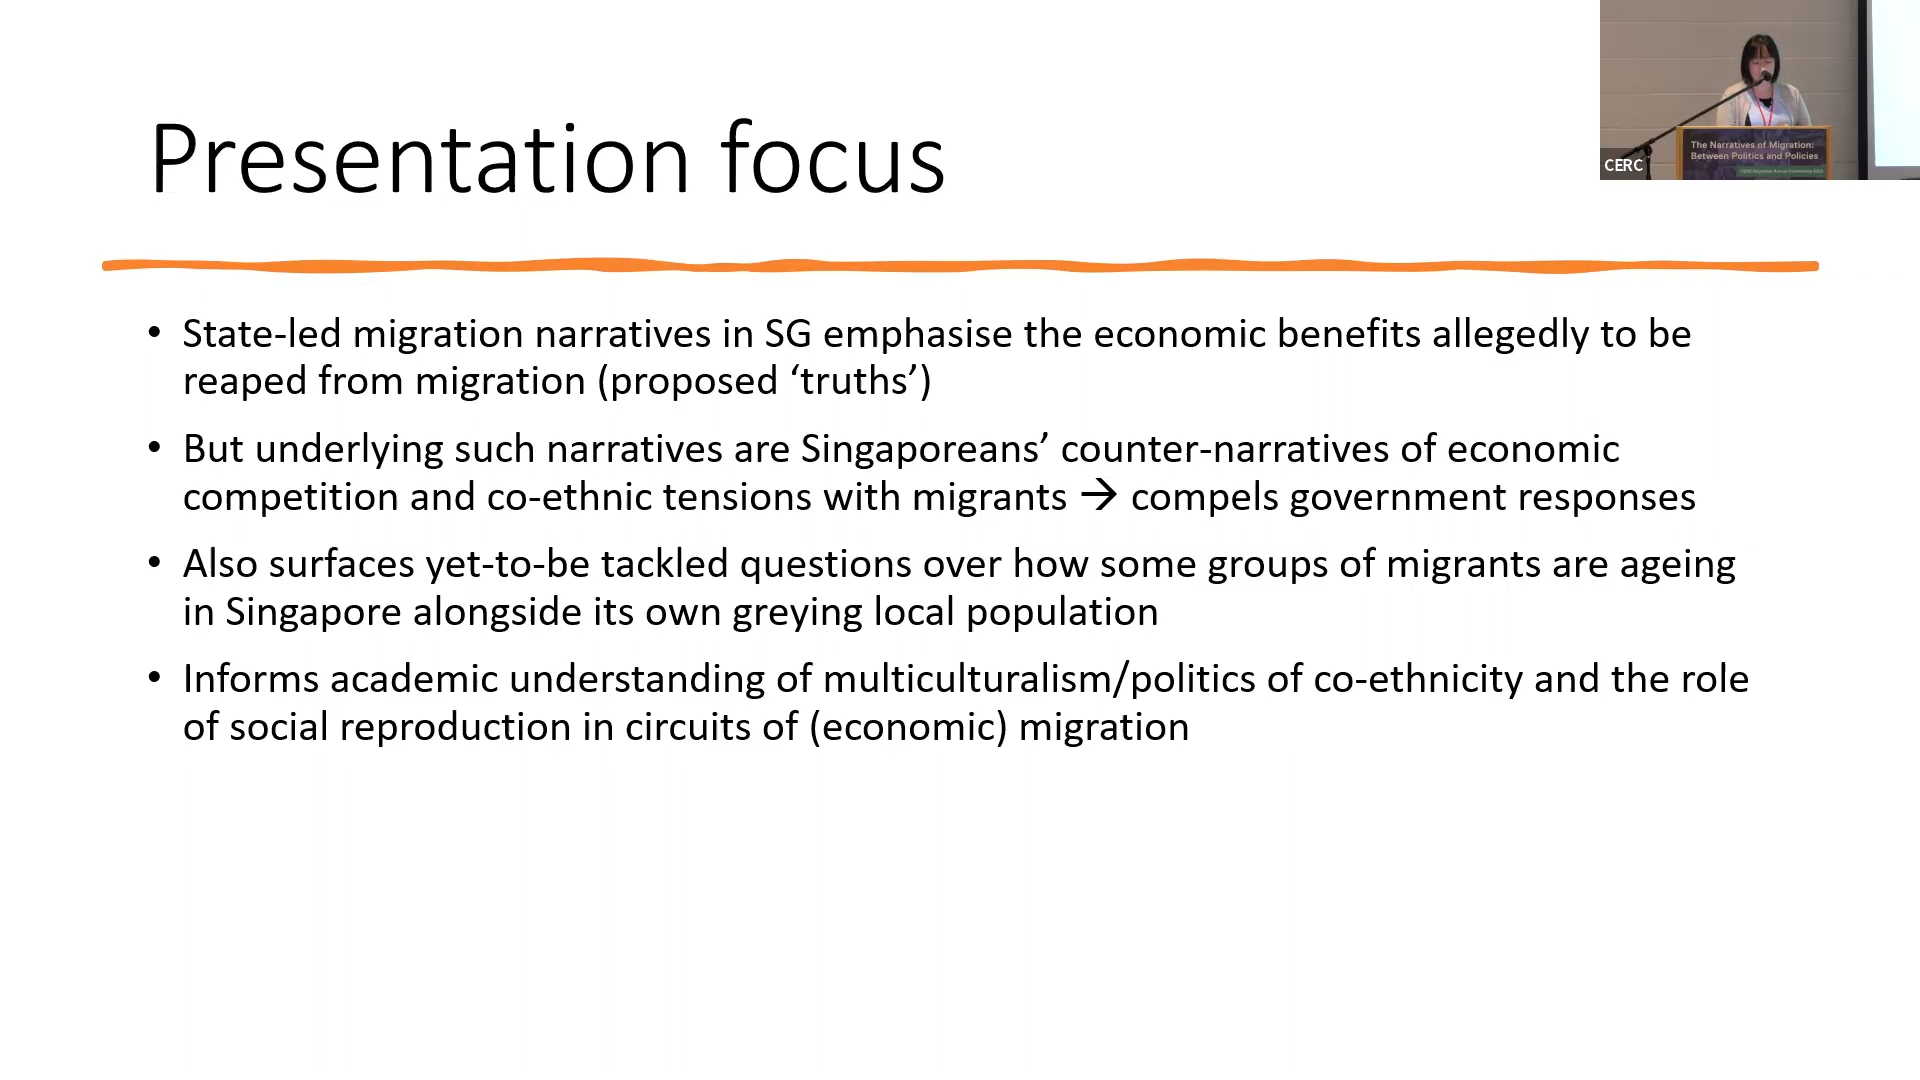 Presentation focus
The Narratives of Migration:
Between Politics and Policies
CERC
• State-led migration narratives in SG emphasise the economic benefits allegedly to be
reaped from migration (proposed ‘truths’)
• But underlying such narratives are Singaporeans’ counter-narratives of economic
competition and co-ethnic tensions with migrants → compels government responses
• Also surfaces yet-to-be tackled questions over how some groups of migrants are ageing
in Singapore alongside its own greying local population
• Informs academic understanding of multiculturalism/politics of co-ethnicity and the role
of social reproduction in circuits of (economic) migration